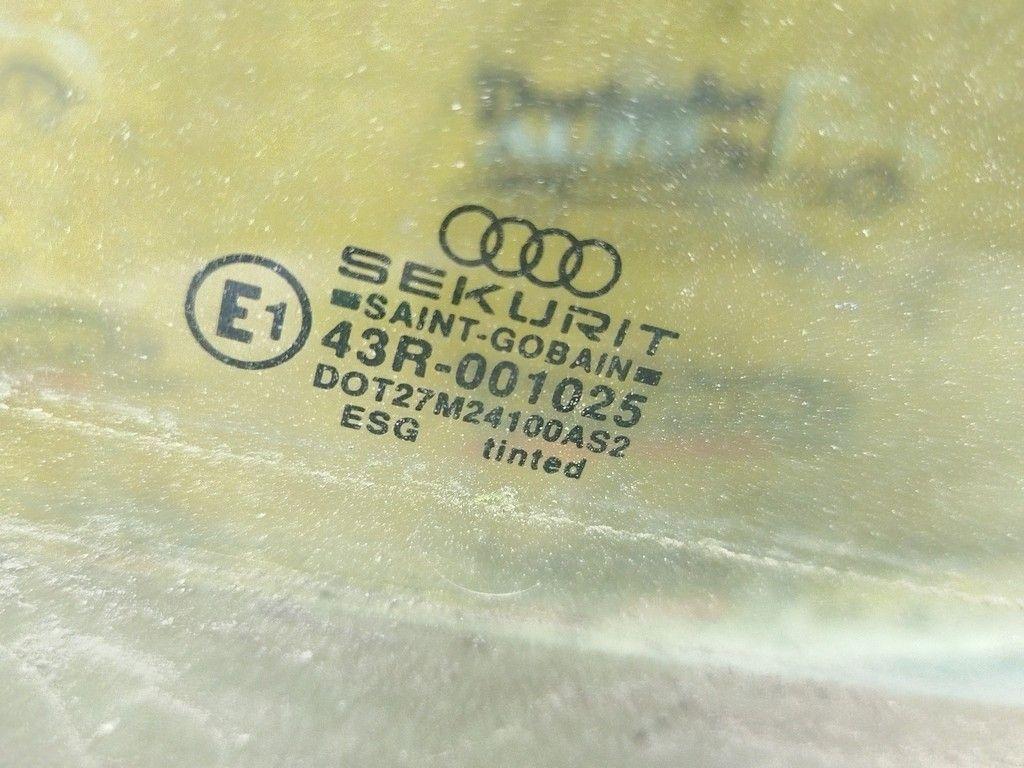 E1
SEKURIT
SAINT-GOBAIN
43R-001025
DOT27M24100AS2
ESG tinted